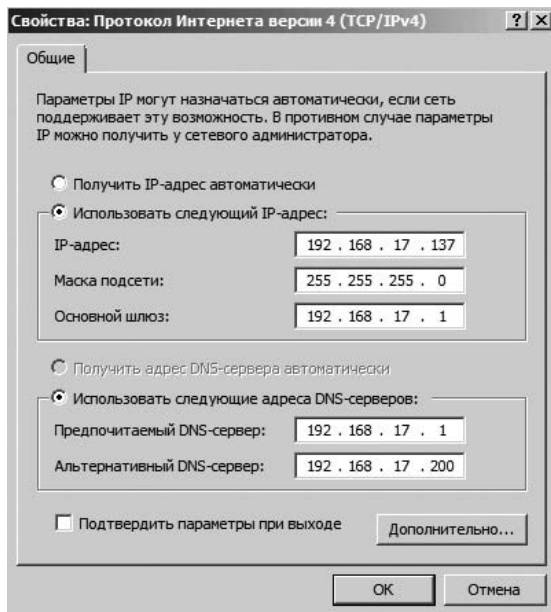 Свойства: Протокол Интернета версии 4 (TCP/IPv4)
Общие
Параметры IP могут назначаться автоматически, если сеть
поддерживает эту возможность. В противном случае параметры
IP можно получить у сетевого администратора.
Получить IP-адрес автоматически
Использовать следующий IP-адрес:
IP-адрес: 192 . 168 . 17 . 137
Маска подсети: 255 . 255 . 255 . 0
Основной шлюз: 192 . 168 . 17 . 1
Получить адрес DNS-сервера автоматически
Использовать следующие адреса DNS-серверов:
Предпочитаемый DNS-сервер: 192 . 168 . 17 . 1
Альтернативный DNS-сервер: 192 . 168 . 17 . 200
Подтвердить параметры при выходе
Дополнительно...
OK Отмена